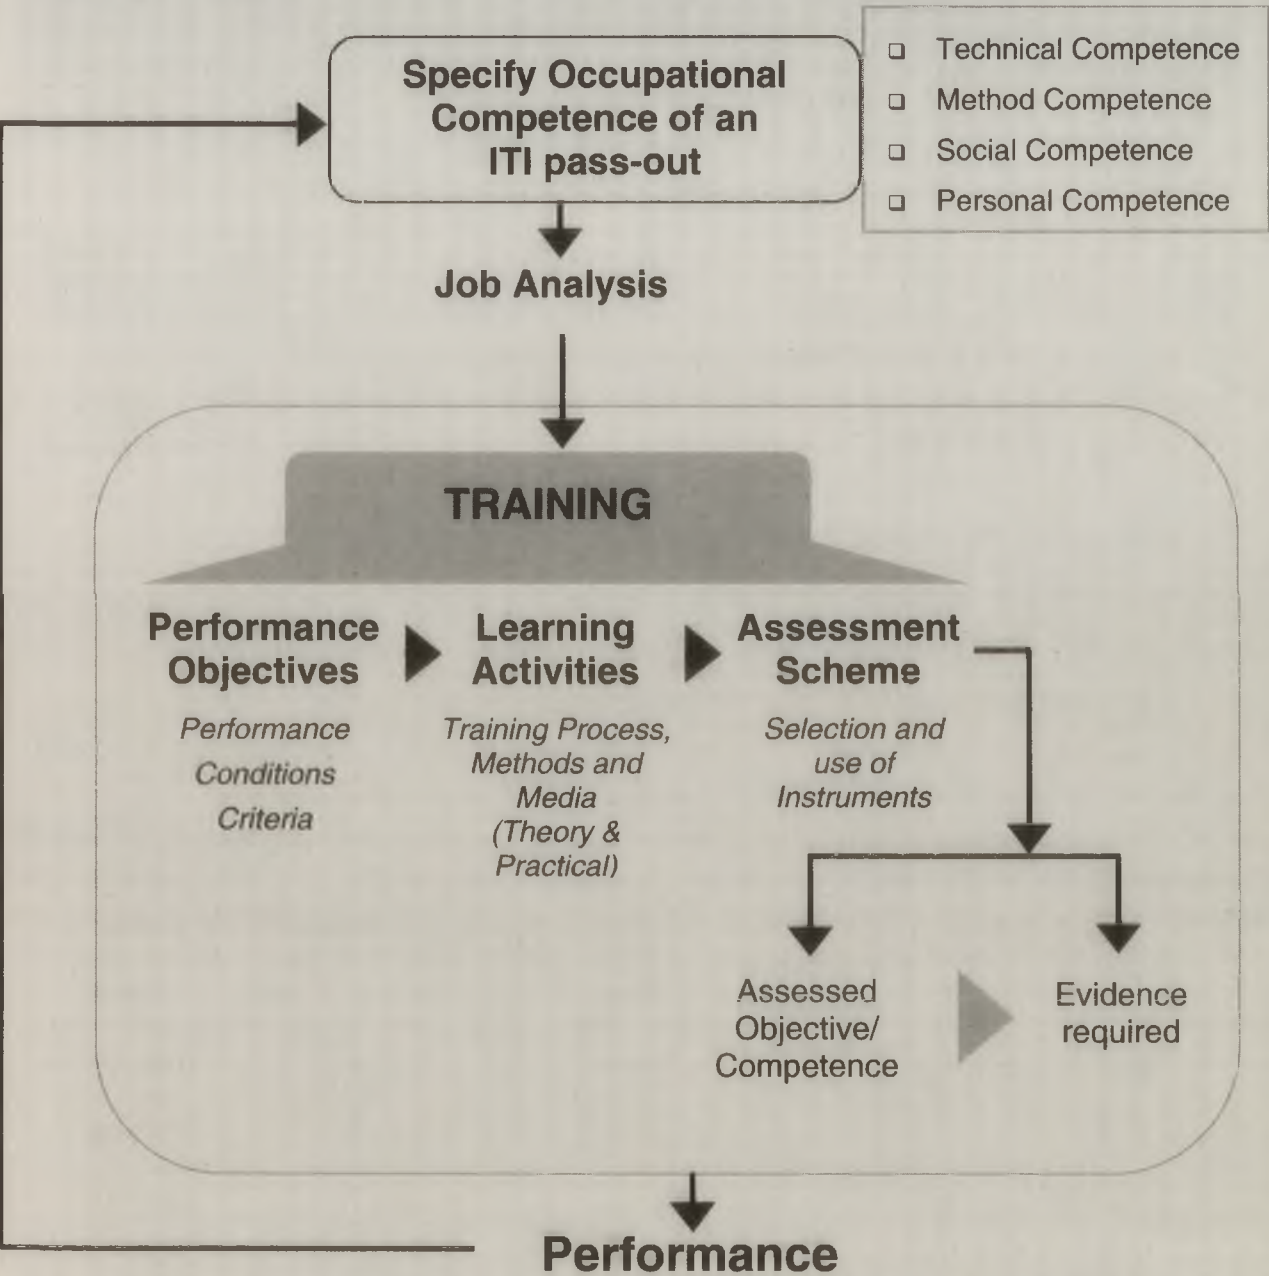 Specify Occupational
Competence of an
ITI pass-out
❑ Technical Competence
❑ Method Competence
❑ Social Competence
❑ Personal Competence
Job Analysis
TRAINING
Performance
Objectives
Performance
Conditions
Criteria
Learning
Activities
Training Process,
Methods and
Media
(Theory &
Practical)
Assessment
Scheme
Selection and
use of
Instruments
Assessed
Objective/
Competence
Evidence
required
Performance